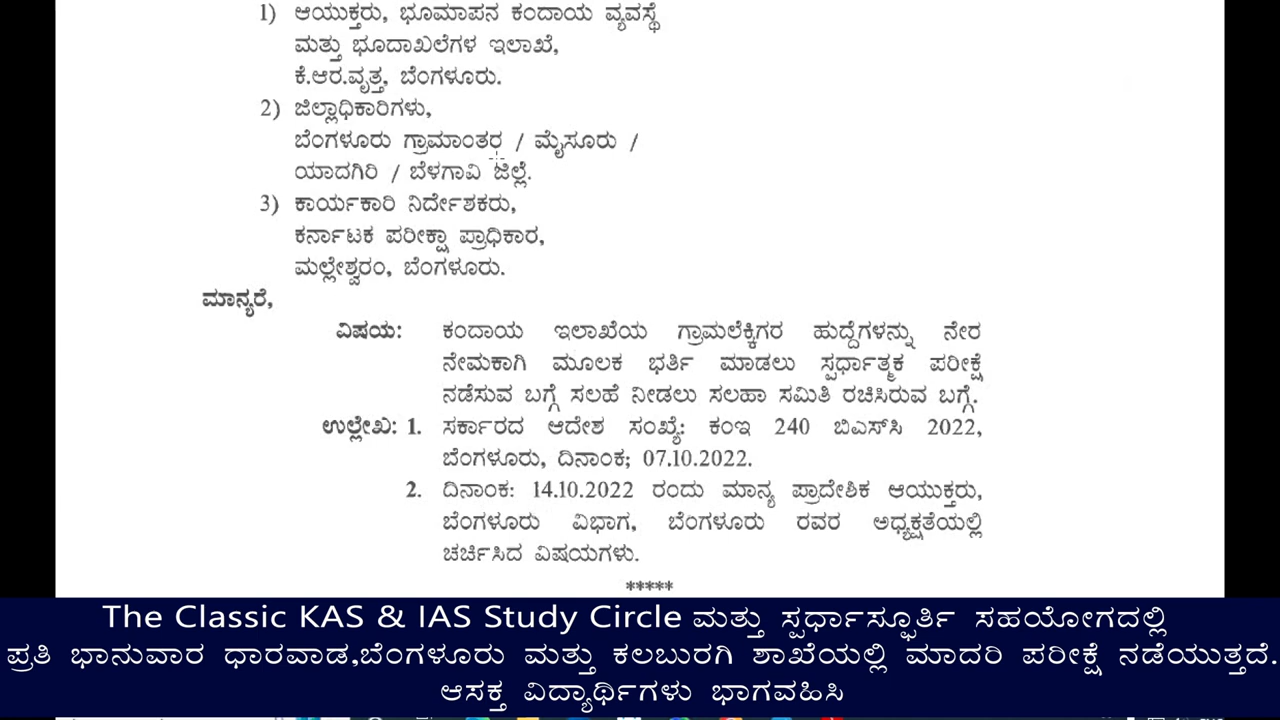 1) ಆಯುಕ್ತರು, ಭೂಮಾಪನ ಕಂದಾಯ ವ್ಯವಸ್ಥೆ
ಮತ್ತು ಭೂದಾಖಲೆಗಳ ಇಲಾಖೆ,
ಕೆ.ಆರ.ವೃತ್ತ, ಬೆಂಗಳೂರು.
2) ಜಿಲ್ಲಾಧಿಕಾರಿಗಳು,
ಬೆಂಗಳೂರು ಗ್ರಾಮಾಂತರ / ಮೈಸೂರು /
ಯಾದಗಿರಿ / ಬೆಳಗಾವಿ ಜಿಲ್ಲೆ.
3) ಕಾರ್ಯಕಾರಿ ನಿರ್ದೇಶಕರು,
ಕರ್ನಾಟಕ ಪರೀಕ್ಷಾ ಪ್ರಾಧಿಕಾರ,
ಮಲ್ಲೇಶ್ವರಂ, ಬೆಂಗಳೂರು.
ಮಾನ್ಯರೆ,
ವಿಷಯ: ಕಂದಾಯ ಇಲಾಖೆಯ ಗ್ರಾಮಲೆಕ್ಕಿಗರ ಹುದ್ದೆಗಳನ್ನು ನೇರ
ನೇಮಕಾಗಿ ಮೂಲಕ ಭರ್ತಿ ಮಾಡಲು ಸ್ಪರ್ಧಾತ್ಮಕ ಪರೀಕ್ಷೆ
ನಡೆಸುವ ಬಗ್ಗೆ ಸಲಹೆ ನೀಡಲು ಸಲಹಾ ಸಮಿತಿ ರಚಿಸಿರುವ ಬಗ್ಗೆ.
ಉಲ್ಲೇಖ: 1. ಸರ್ಕಾರದ ಆದೇಶ ಸಂಖ್ಯೆ: ಕಂಇ 240 ಬಿಎಸ್‌ಸಿ 2022,
ಬೆಂಗಳೂರು, ದಿನಾಂಕ; 07.10.2022.
2. ದಿನಾಂಕ: 14.10.2022 ರಂದು ಮಾನ್ಯ ಪ್ರಾದೇಶಿಕ ಆಯುಕ್ತರು,
ಬೆಂಗಳೂರು ವಿಭಾಗ, ಬೆಂಗಳೂರು ರವರ ಅಧ್ಯಕ್ಷತೆಯಲ್ಲಿ
ಚರ್ಚಿಸಿದ ವಿಷಯಗಳು.
*****
The Classic KAS & IAS Study Circle ಮತ್ತು ಸ್ಪರ್ಧಾಸ್ಫೂರ್ತಿ ಸಹಯೋಗದಲ್ಲಿ
ಪ್ರತಿ ಭಾನುವಾರ ಧಾರವಾಡ,ಬೆಂಗಳೂರು ಮತ್ತು ಕಲಬುರಗಿ ಶಾಖೆಯಲ್ಲಿ ಮಾದರಿ ಪರೀಕ್ಷೆ ನಡೆಯುತ್ತದೆ.
ಆಸಕ್ತ ವಿದ್ಯಾರ್ಥಿಗಳು ಭಾಗವಹಿಸಿ